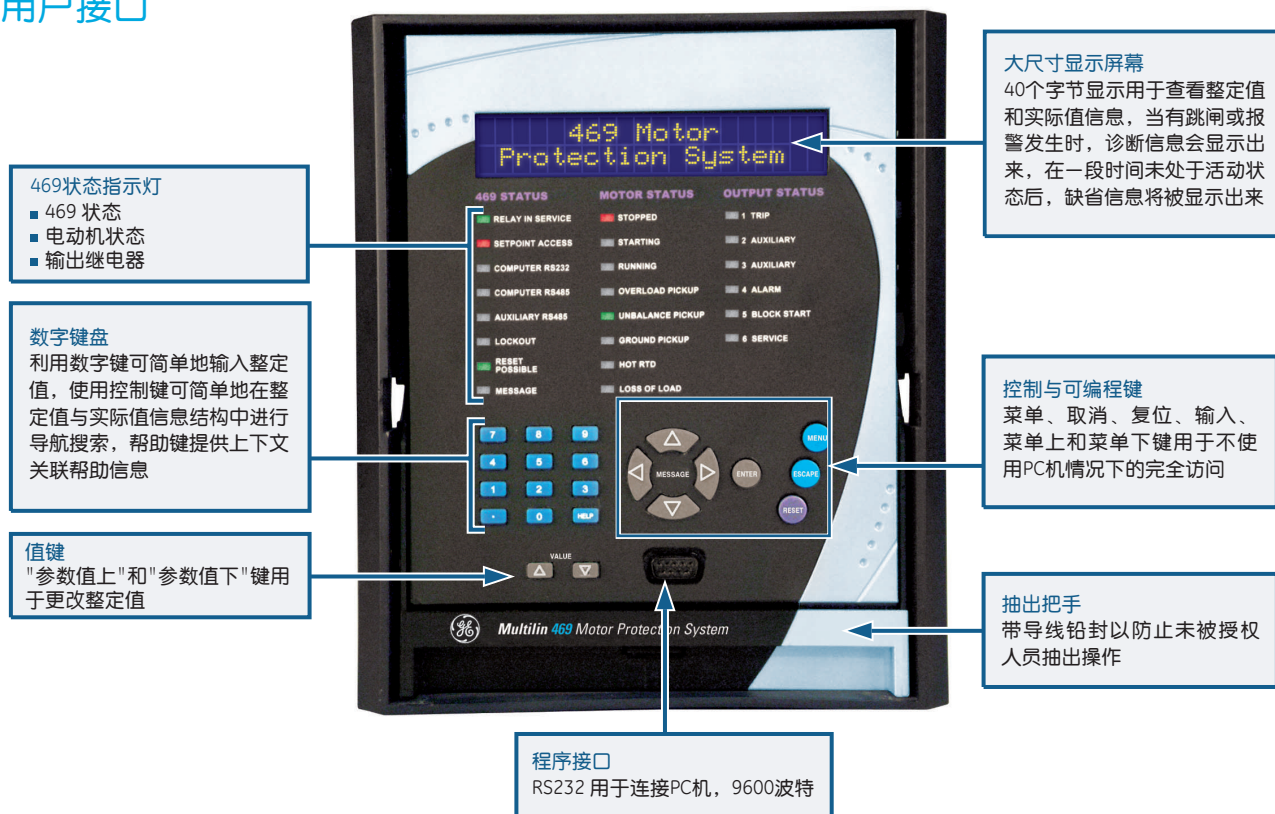 用户接口
469 Motor
Protection System
469 STATUS
RELAY IN SERVICE
SETPOINT ACCESS
COMPUTER RS232
COMPUTER RS485
AUXILIARY RS485
LOCKOUT
RESET
POSSIBLE
MESSAGE
MOTOR STATUS
STOPPED
STARTING
RUNNING
OVERLOAD PICKUP
UNBALANCE PICKUP
GROUND PICKUP
HOT RTD
LOSS OF LOAD
OUTPUT STATUS
1 TRIP
2 AUXILIARY
3 AUXILIARY
4 ALARM
5 BLOCK START
6 SERVICE
7 8 9
4 5 6
1 2 3
. 0 HELP
MESSAGE
ENTER
MENU
ESCAPE
RESET
VALUE
GE Multilin 469 Motor Protection System
469状态指示灯
■ 469 状态
■ 电动机状态
■ 输出继电器
数字键盘
利用数字键可简单地输入整定
值，使用控制键可简单地在整
定值与实际值信息结构中进行
导航搜索，帮助键提供上下文
关联帮助信息
值键
"参数值上"和"参数值下"键用
于更改整定值
大尺寸显示屏幕
40个字节显示用于查看整定值
和实际值信息，当有跳闸或报
警发生时，诊断信息会显示出
来，在一段时间未处于活动状
态后，缺省信息将被显示出来
控制与可编程键
菜单、取消、复位、输入、
菜单上和菜单下键用于不使
用PC机情况下的完全访问
抽出把手
带导线铅封以防止未被授权
人员抽出操作
程序接口
RS232 用于连接PC机，9600波特